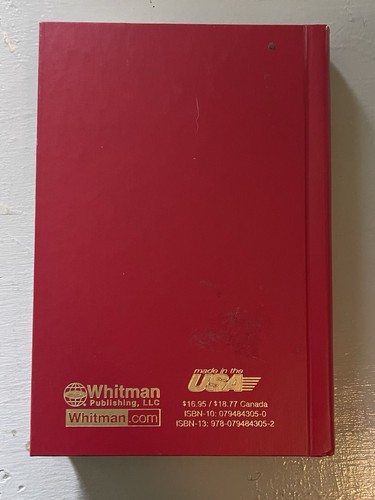 Whitman
Publishing, LLC
Whitman.com
made in the
USA
$16.95 / $18.77 Canada
ISBN-10: 079484305-0
ISBN-13: 978-079484305-2